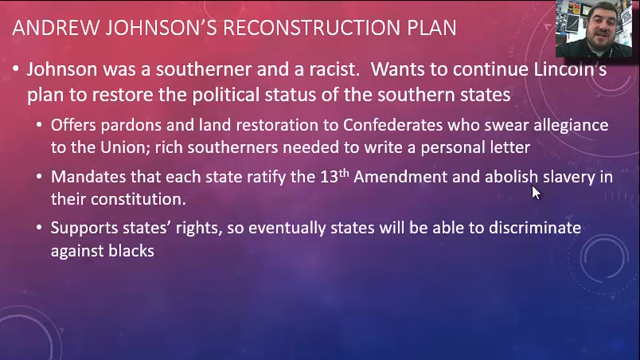 ANDREW JOHNSON'S RECONSTRUCTION PLAN
• Johnson was a southerner and a racist.  Wants to continue Lincoln's
plan to restore the political status of the southern states
• Offers pardons and land restoration to Confederates who swear allegiance
to the Union; rich southerners needed to write a personal letter
• Mandates that each state ratify the 13th Amendment and abolish slavery in
their constitution.
• Supports states' rights, so eventually states will be able to discriminate
against blacks